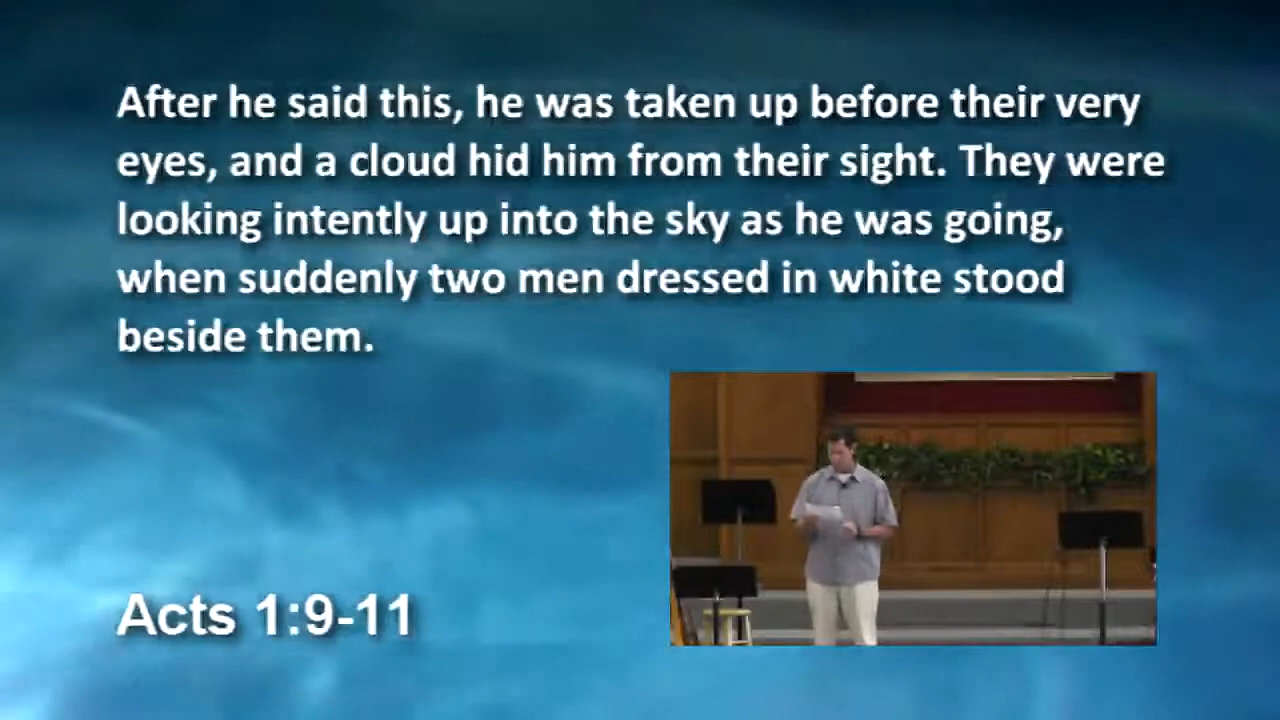 After he said this, he was taken up before their very
eyes, and a cloud hid him from their sight. They were
looking intently up into the sky as he was going,
when suddenly two men dressed in white stood
beside them.
Acts 1:9-11